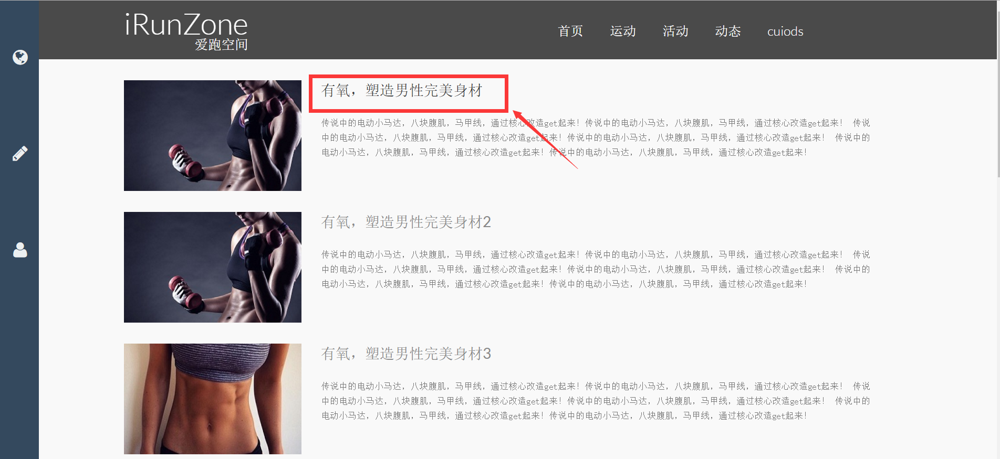 iRunZone
爱跑空间
首页 运动 活动 动态 cuiods
有氧，塑造男性完美身材
传说中的电动小马达，八块腹肌，马甲线，通过核心改造get起来！传说中的电动小马达，八块腹肌，马甲线，通过核心改造get起来！ 传说
中的电动小马达，八块腹肌，马甲线，通过核心改造get起来！传说中的电动小马达，八块腹肌，马甲线，通过核心改造get起来！ 传说中的
电动小马达，八块腹肌，马甲线，通过核心改造get起来！传说中的电动小马达，八块腹肌，马甲线，通过核心改造get起来！
有氧，塑造男性完美身材2
传说中的电动小马达，八块腹肌，马甲线，通过核心改造get起来！传说中的电动小马达，八块腹肌，马甲线，通过核心改造get起来！ 传说
中的电动小马达，八块腹肌，马甲线，通过核心改造get起来！传说中的电动小马达，八块腹肌，马甲线，通过核心改造get起来！ 传说中的
电动小马达，八块腹肌，马甲线，通过核心改造get起来！传说中的电动小马达，八块腹肌，马甲线，通过核心改造get起来！
有氧，塑造男性完美身材3
传说中的电动小马达，八块腹肌，马甲线，通过核心改造get起来！传说中的电动小马达，八块腹肌，马甲线，通过核心改造get起来！ 传说
中的电动小马达，八块腹肌，马甲线，通过核心改造get起来！传说中的电动小马达，八块腹肌，马甲线，通过核心改造get起来！ 传说中的
电动小马达，八块腹肌，马甲线，通过核心改造get起来！传说中的电动小马达，八块腹肌，马甲线，通过核心改造get起来！